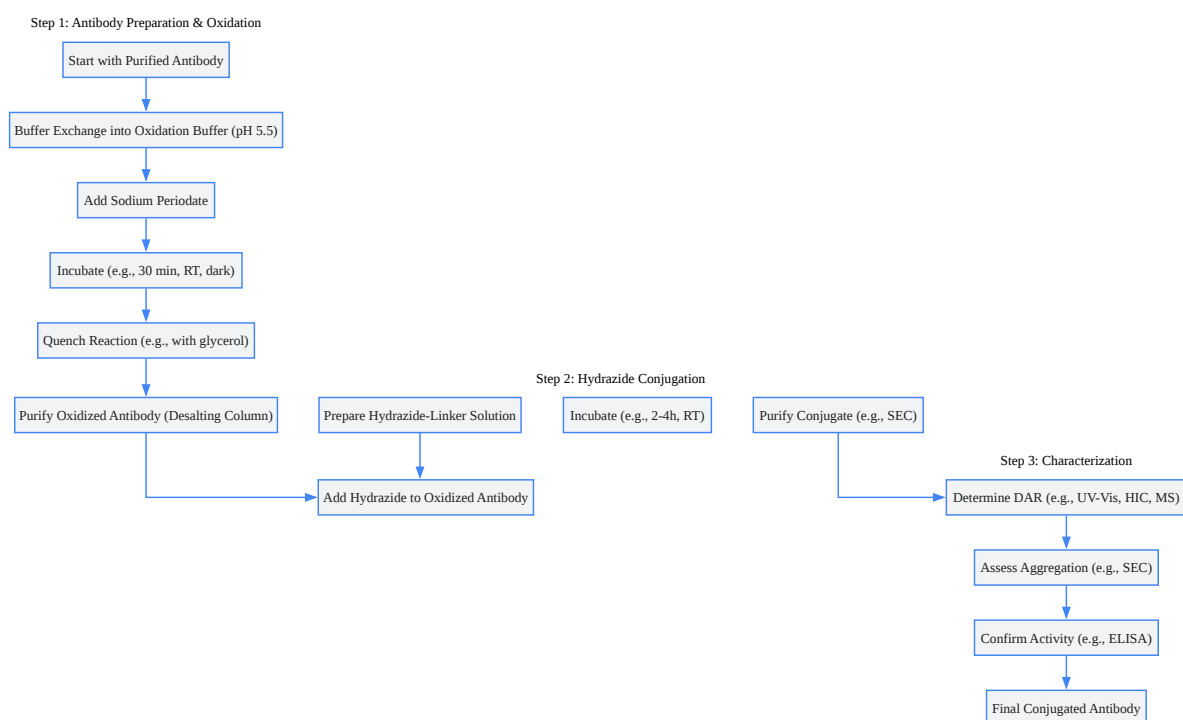 Step 1: Antibody Preparation & Oxidation
Start with Purified Antibody
Buffer Exchange into Oxidation Buffer (pH 5.5)
Add Sodium Periodate
Incubate (e.g., 30 min, RT, dark)
Quench Reaction (e.g., with glycerol)
Purify Oxidized Antibody (Desalting Column)
Step 2: Hydrazide Conjugation
Prepare Hydrazide-Linker Solution
Add Hydrazide to Oxidized Antibody
Incubate (e.g., 2-4h, RT)
Purify Conjugate (e.g., SEC)
Step 3: Characterization
Determine DAR (e.g., UV-Vis, HIC, MS)
Assess Aggregation (e.g., SEC)
Confirm Activity (e.g., ELISA)
Final Conjugated Antibody